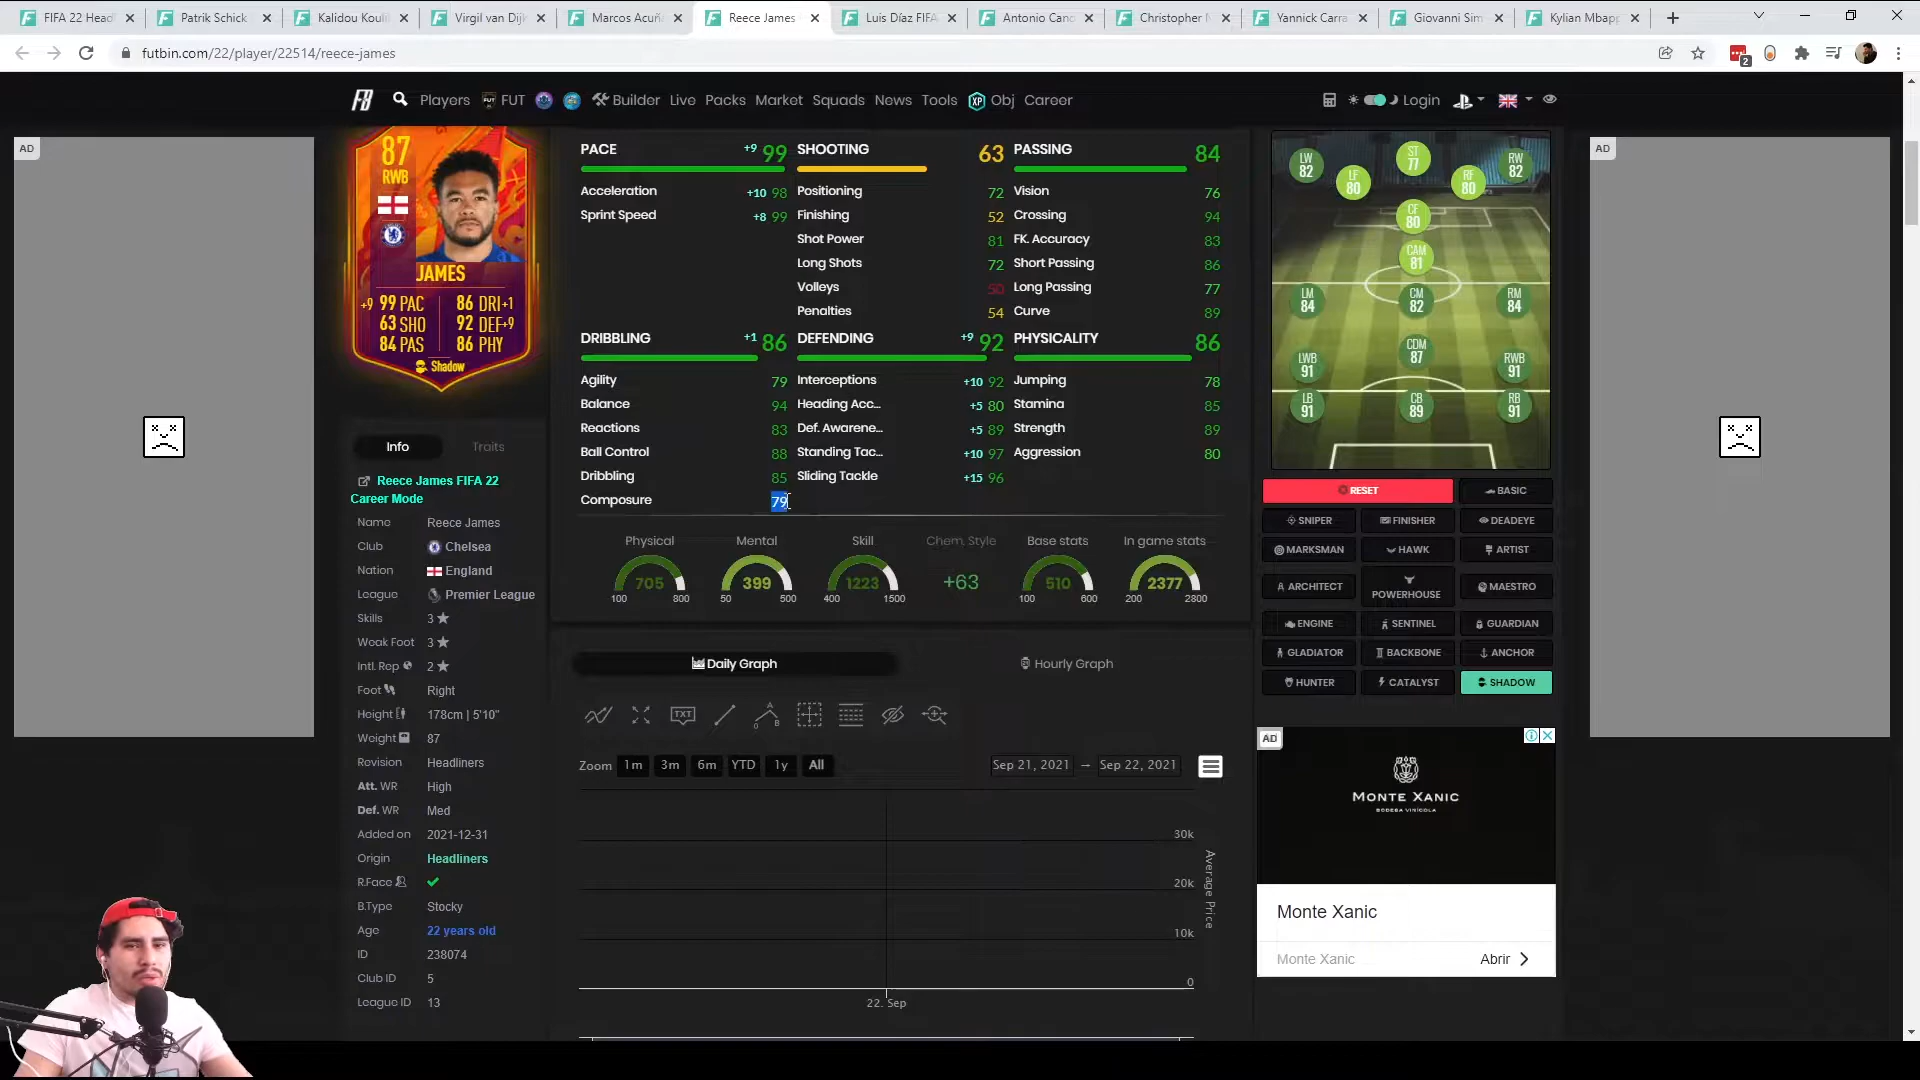 FIFA 22 Head
Patrik Schick
Kalidou Kouli
Virgil van Dijk
Marcos Acuñ
Reece James
Luis Díaz FIFA
Antonio Cand
Christopher N
Yannick Carra
Giovanni Sim
Kylian Mbapp
futbin.com/22/player/22514/reece-james
2
Players
FUT
Builder
Live
Packs
Market
Squads
News
Tools
XP Obj
Career
Login
AD
AD
87
RWB
JAMES
+9 99 PAC 86 DRI+1
63 SHO 92 DEF+9
84 PAS 86 PHY
Shadow
PACE +9 99
Acceleration +10 98
Sprint Speed +8 99
SHOOTING 63
Positioning 72
Finishing 52
Shot Power 81
Long Shots 72
Volleys 50
Penalties 54
PASSING 84
Vision 76
Crossing 94
FK. Accuracy 83
Short Passing 86
Long Passing 77
Curve 89
DRIBBLING +1 86
Agility 79
Balance 94
Reactions 83
Ball Control 88
Dribbling 85
Composure 79
DEFENDING +9 92
Interceptions +10 92
Heading Acc... +5 80
Def. Awarene... +5 89
Standing Tac... +10 97
Sliding Tackle +15 96
PHYSICALITY 86
Jumping 78
Stamina 85
Strength 89
Aggression 80
Physical
705
100 800
Mental
399
50 500
Skill
1223
400 1500
Chem. Style
+63
Base stats
510
100 600
In game stats
2377
200 2800
LW
82
ST
77
RW
82
LF
80
RF
80
CF
80
CAM
81
LM
84
CM
82
RM
84
CDM
87
LWB
91
RWB
91
LB
91
CB
89
RB
91
RESET
BASIC
SNIPER
FINISHER
DEADEYE
MARKSMAN
HAWK
ARTIST
ARCHITECT
POWERHOUSE
MAESTRO
ENGINE
SENTINEL
GUARDIAN
GLADIATOR
BACKBONE
ANCHOR
HUNTER
CATALYST
SHADOW
Info
Traits
Reece James FIFA 22
Career Mode
Name Reece James
Club Chelsea
Nation England
League Premier League
Skills 3
Weak Foot 3
Intl. Rep 2
Foot Right
Height 178cm | 5'10"
Weight 87
Revision Headliners
Att. WR High
Def. WR Med
Added on 2021-12-31
Origin Headliners
R.Face
B.Type Stocky
Age 22 years old
ID 238074
Club ID 5
League ID 13
Daily Graph
Hourly Graph
TXT
Zoom 1m 3m 6m YTD 1y All
Sep 21, 2021 → Sep 22, 2021
30k
20k
10k
0
Average Price
22. Sep
AD
MONTE XANIC
BODEGA VINÍCOLA
Monte Xanic
Monte Xanic
Abrir